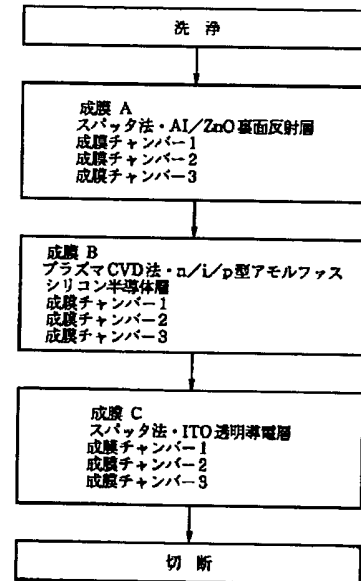 洗浄
成膜 A
スパッタ法・Al/ZnO裏面反射層
成膜チャンバー1
成膜チャンバー2
成膜チャンバー3
成膜 B
プラズマCVD法・n/i/p型アモルファス
シリコン半導体層
成膜チャンバー1
成膜チャンバー2
成膜チャンバー3
成膜 C
スパッタ法・ITO透明導電層
成膜チャンバー1
成膜チャンバー2
成膜チャンバー3
切断